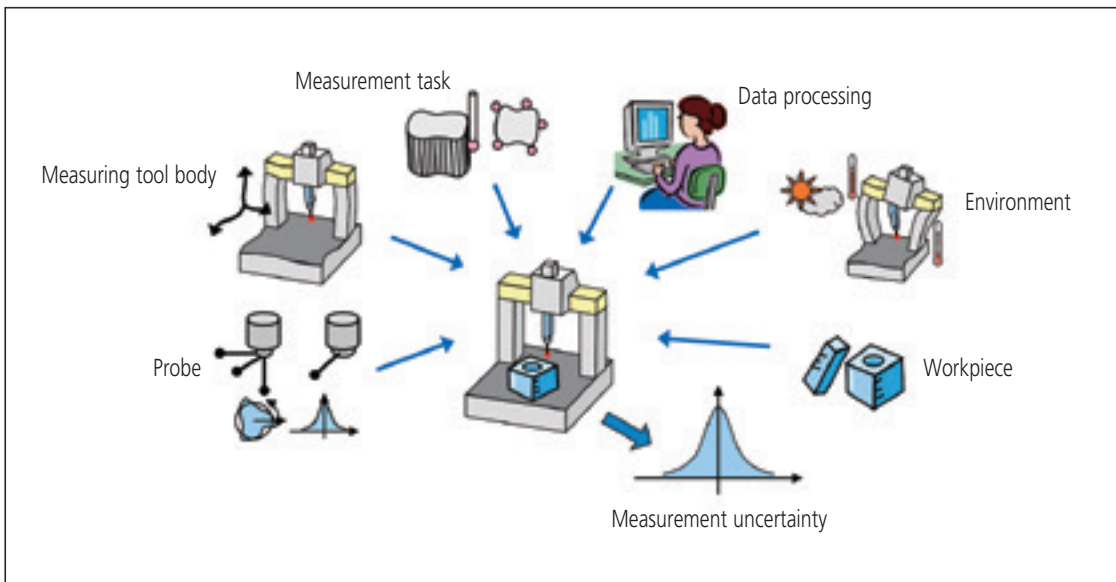 Measurement task
Data processing
Measuring tool body
Environment
Probe
Workpiece
Measurement uncertainty